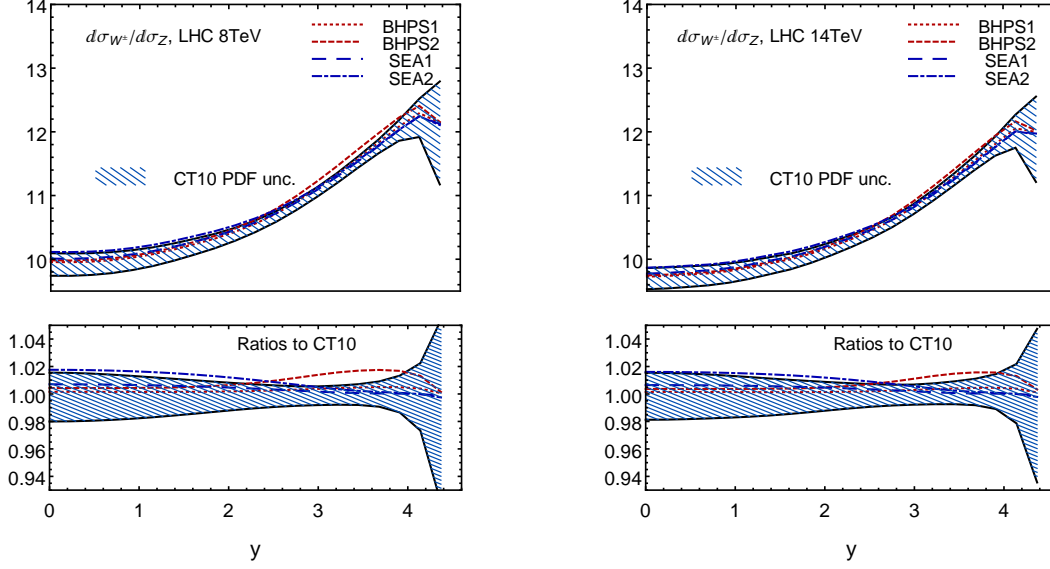 dσW±/dσZ, LHC 8TeV
BHPS1
BHPS2
SEA1
SEA2
CT10 PDF unc.
14
13
12
11
10
Ratios to CT10
1.04
1.02
1.00
0.98
0.96
0.94
0
1
2
3
4
y
dσW±/dσZ, LHC 14TeV
BHPS1
BHPS2
SEA1
SEA2
CT10 PDF unc.
14
13
12
11
10
Ratios to CT10
1.04
1.02
1.00
0.98
0.96
0.94
0
1
2
3
4
y